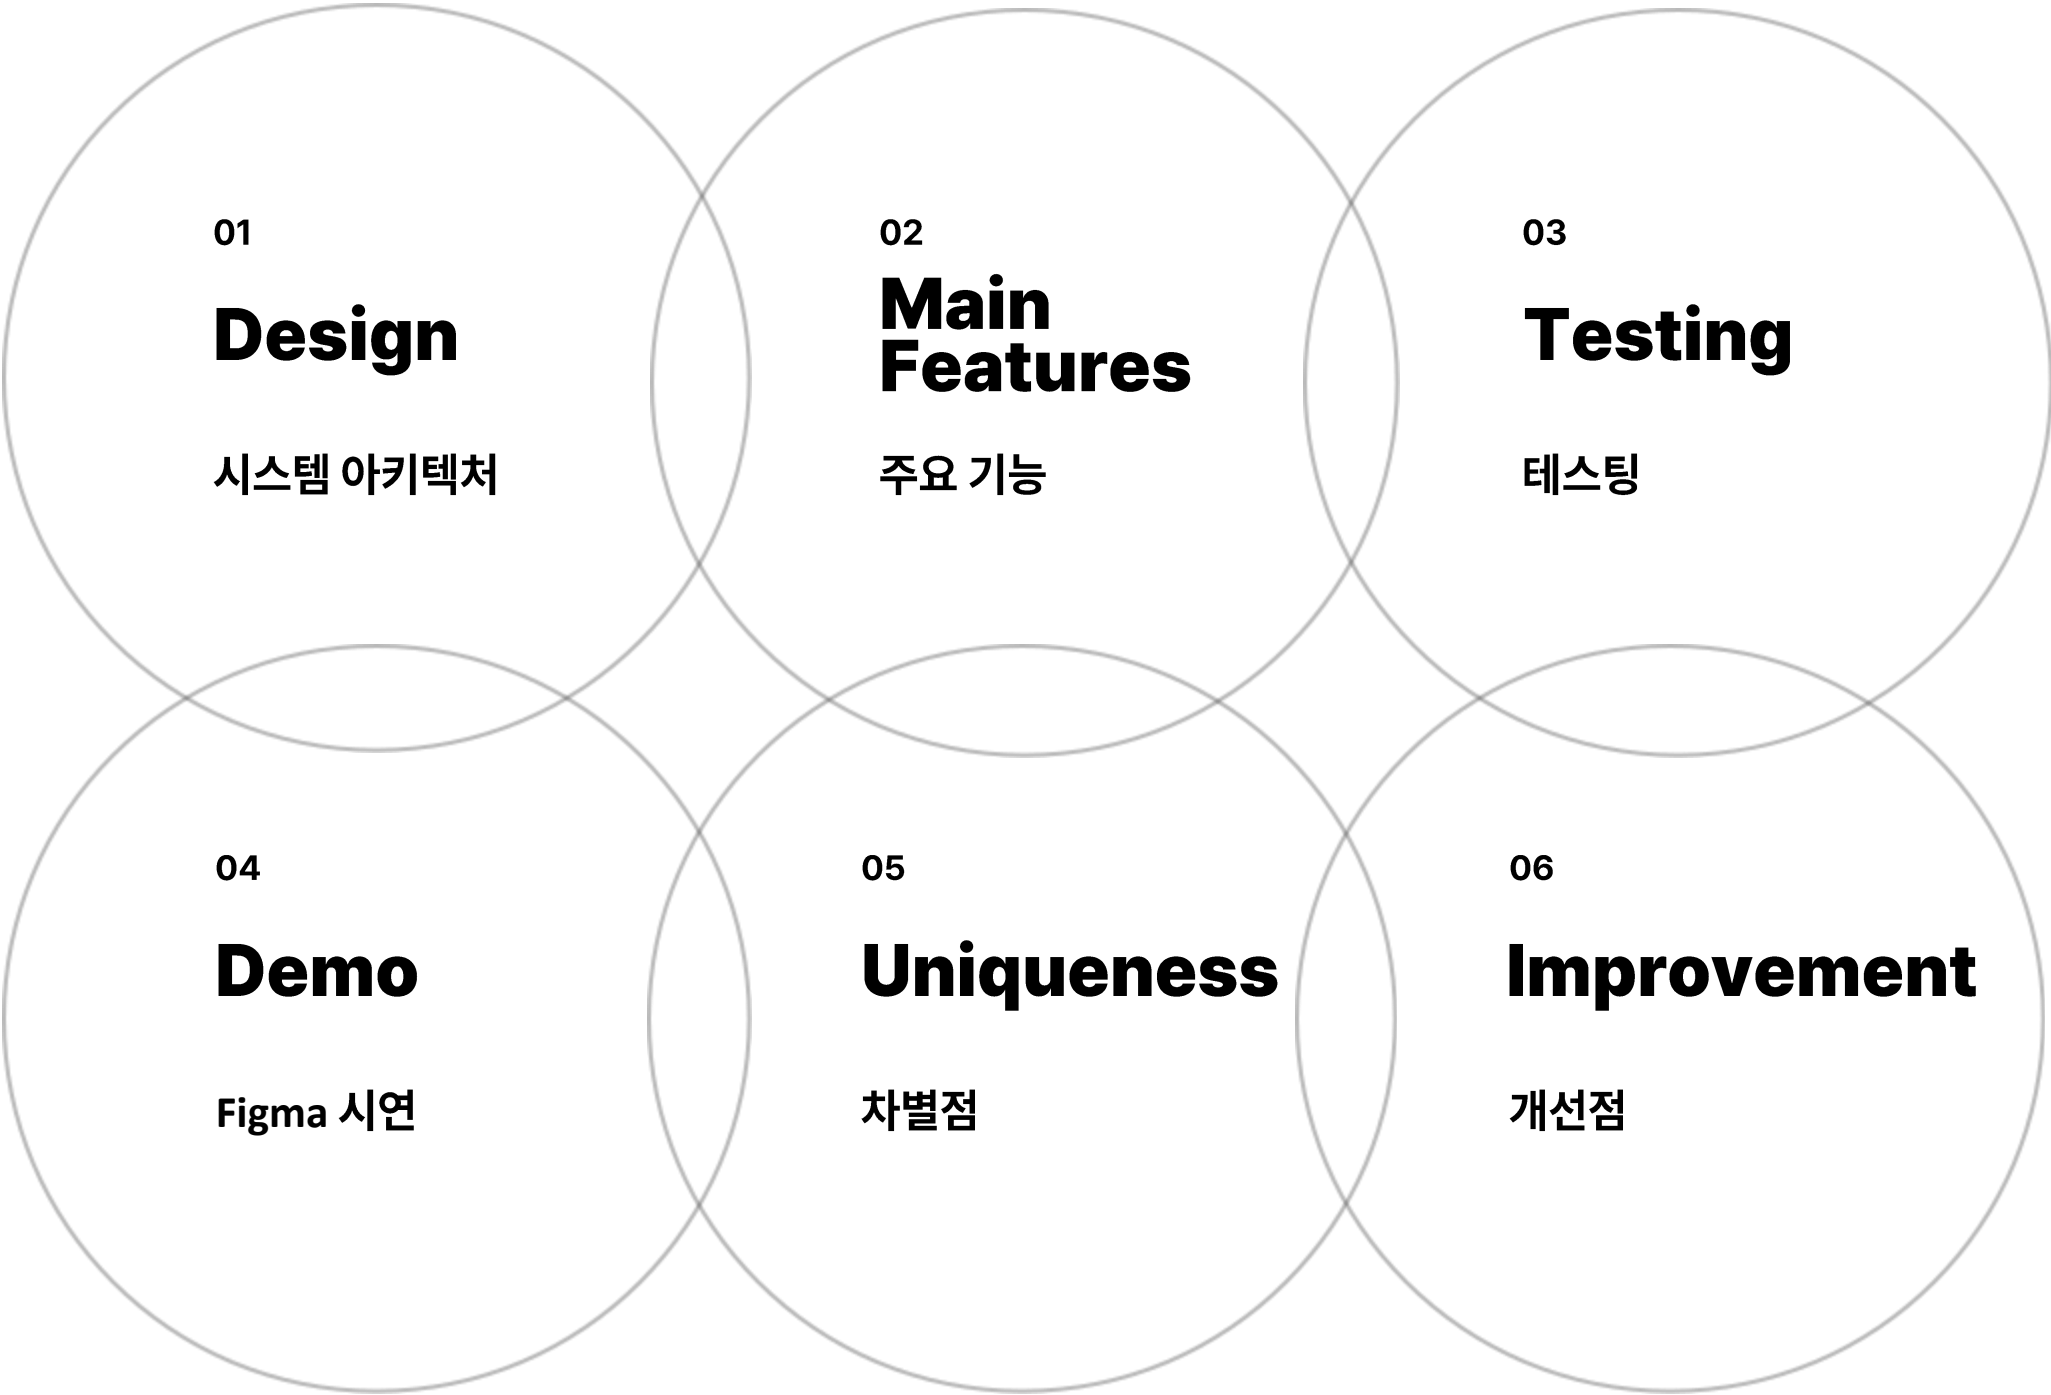 01
Design
시스템 아키텍처
02
Main
Features
주요 기능
03
Testing
테스팅
04
Demo
Figma 시연
05
Uniqueness
차별점
06
Improvement
개선점